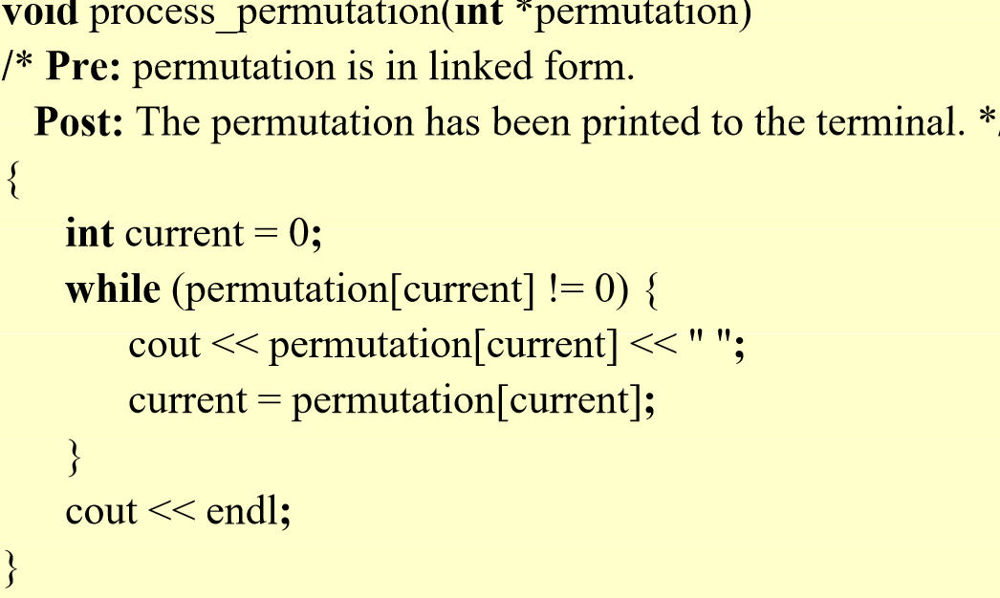 void process_permutation(int *permutation)
/* Pre: permutation is in linked form.
Post: The permutation has been printed to the terminal. */
{
int current = 0;
while (permutation[current] != 0) {
cout << permutation[current] << " ";
current = permutation[current];
}
cout << endl;
}